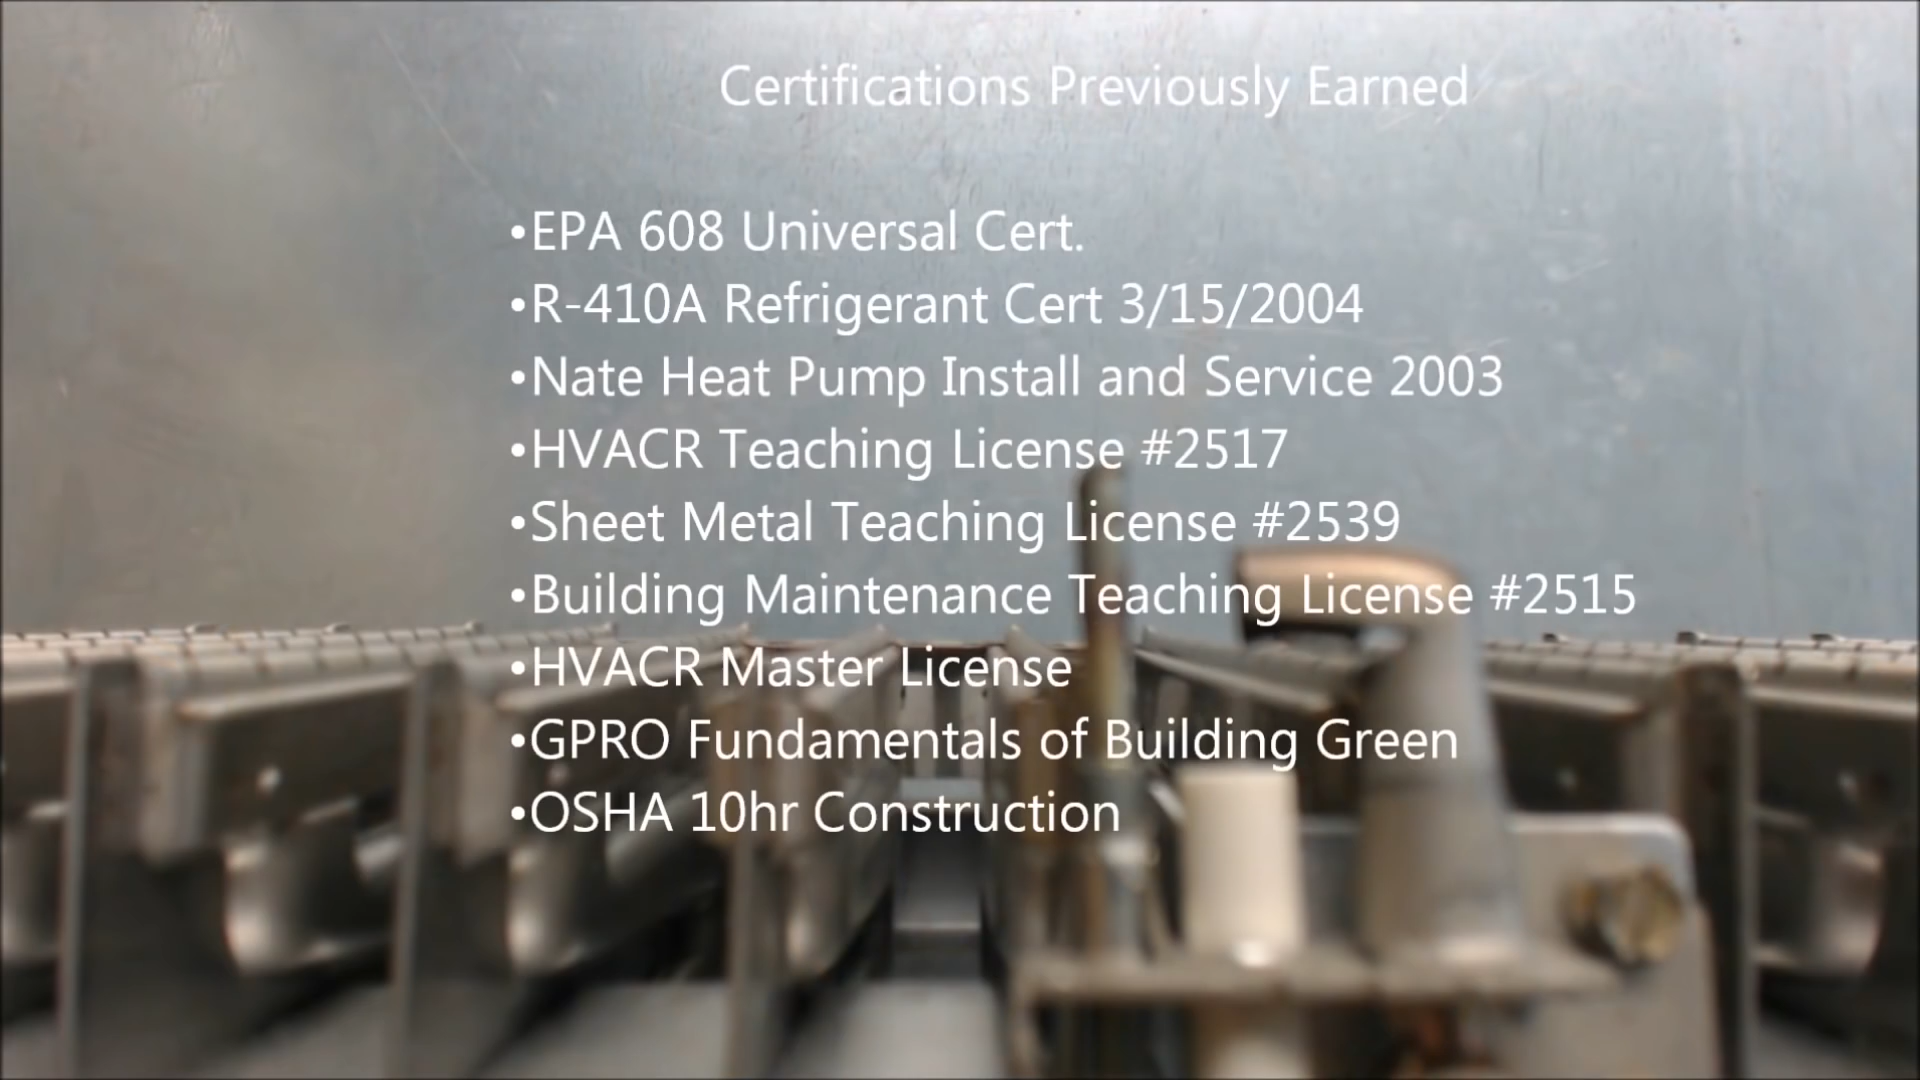 Certifications Previously Earned
•EPA 608 Universal Cert.
•R-410A Refrigerant Cert 3/15/2004
•Nate Heat Pump Install and Service 2003
•HVACR Teaching License #2517
•Sheet Metal Teaching License #2539
•Building Maintenance Teaching License #2515
•HVACR Master License
•GPRO Fundamentals of Building Green
•OSHA 10hr Construction